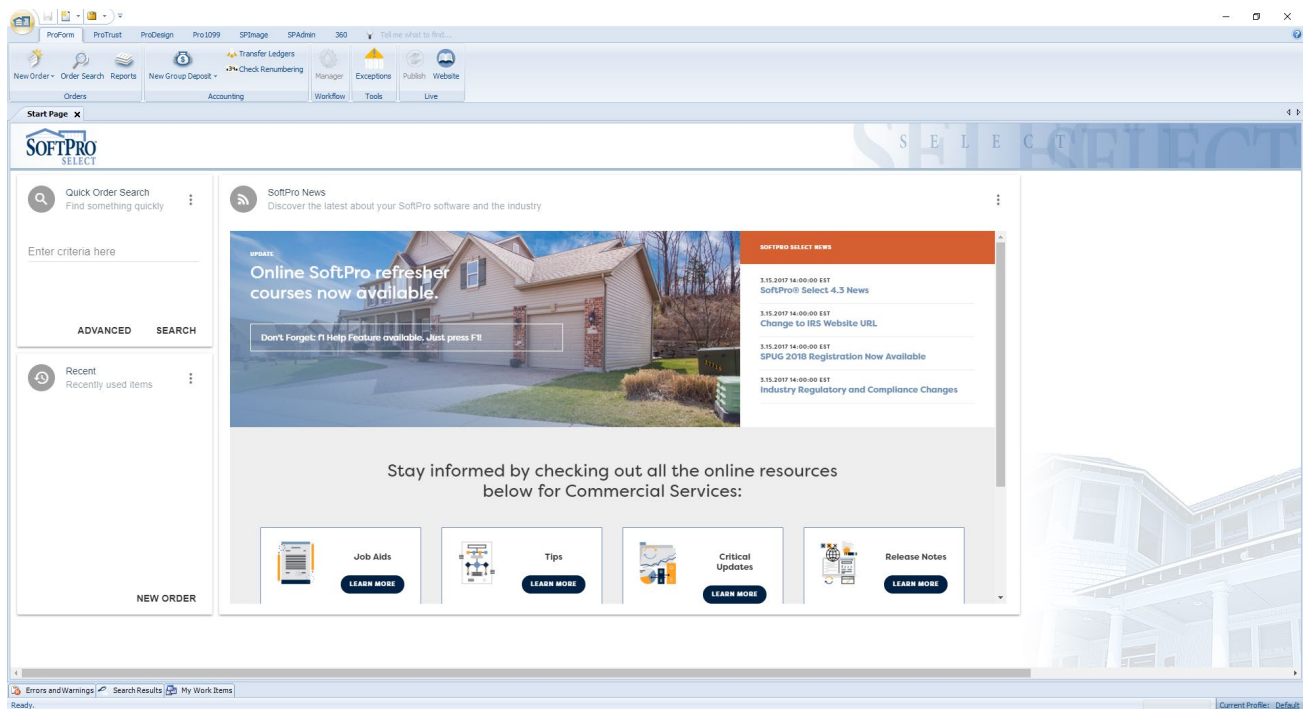 ProForm ProTrust ProDesign Pro1099 SPImage SPAdmin 360 Tell me what to find...
New Order Order Search Reports New Group Deposit Transfer Ledgers Check Renumbering Manager Exceptions Publish Website
Orders Accounting Workflow Tools Live
Start Page
SOFTPRO
SELECT
SELECT
SELECT
Quick Order Search
Find something quickly
Enter criteria here
ADVANCED SEARCH
Recent
Recently used items
NEW ORDER
SoftPro News
Discover the latest about your SoftPro software and the industry
UPDATE
Online SoftPro refresher
courses now available.
Don't Forget: f1 Help Feature available. Just press F1!
SOFTPRO SELECT NEWS
3.15.2017 14:00:00 EST
SoftPro® Select 4.3 News
3.15.2017 14:00:00 EST
Change to IRS Website URL
3.15.2017 14:00:00 EST
SPUG 2018 Registration Now Available
3.15.2017 14:00:00 EST
Industry Regulatory and Compliance Changes
Stay informed by checking out all the online resources
below for Commercial Services:
Job Aids
LEARN MORE
Tips
LEARN MORE
Critical
Updates
LEARN MORE
Release Notes
LEARN MORE
Errors and Warnings Search Results My Work Items
Ready. Current Profile: Default